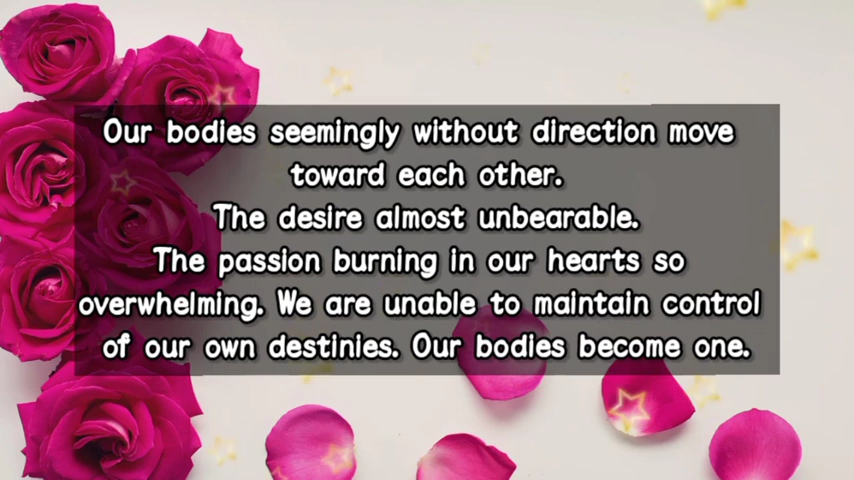 Our bodies seemingly without direction move
toward each other.
The desire almost unbearable.
The passion burning in our hearts so
overwhelming. We are unable to maintain control
of our own destinies. Our bodies become one.